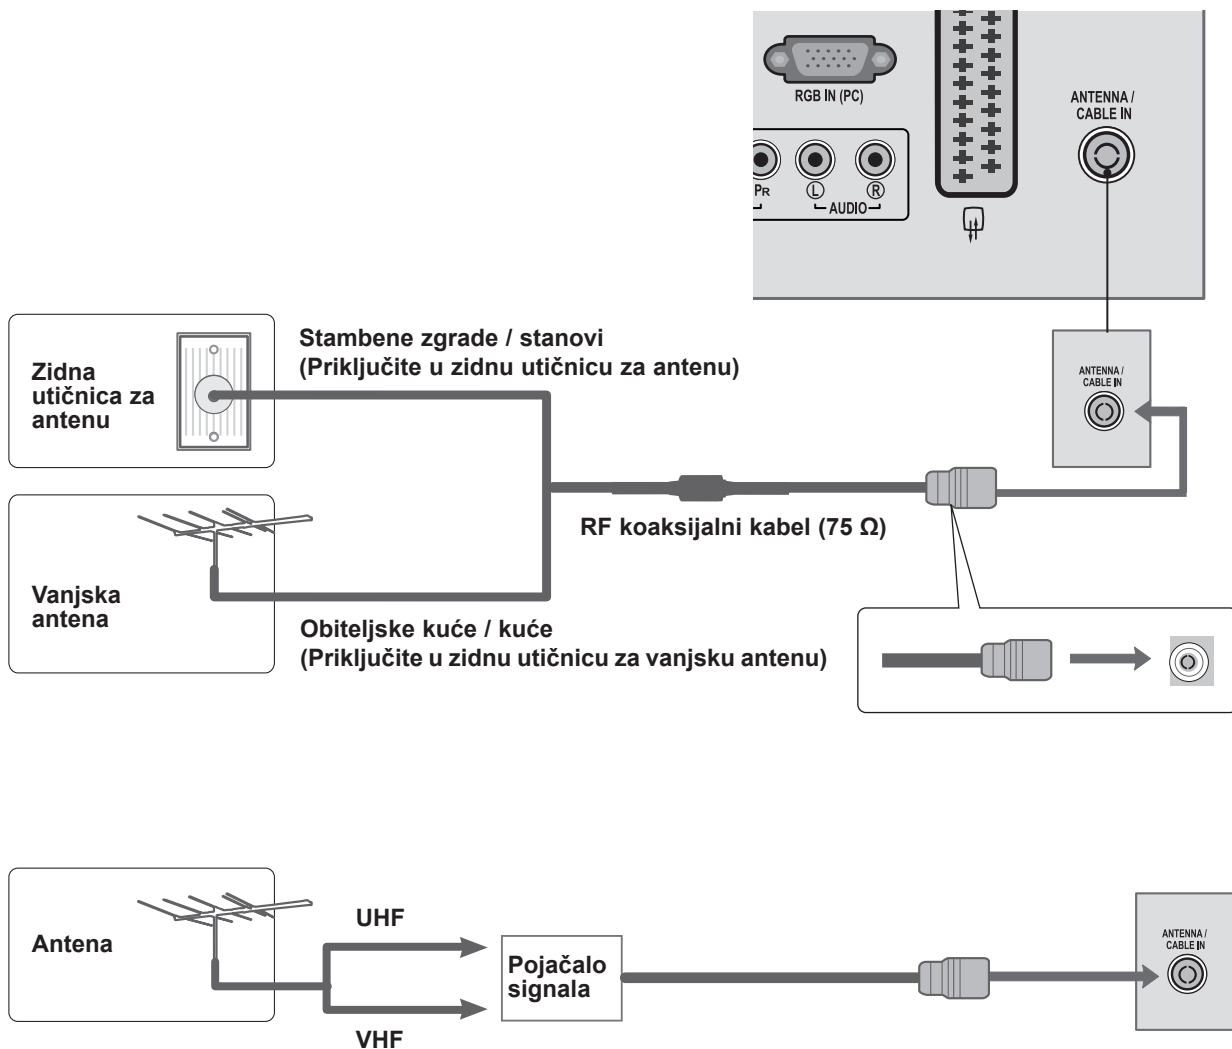 RGB IN (PC)
ANTENNA /
CABLE IN
PR
L
R
AUDIO
Stambene zgrade / stanovi
(Priključite u zidnu utičnicu za antenu)
Zidna
utičnica za
antenu
ANTENNA /
CABLE IN
RF koaksijalni kabel (75 Ω)
Vanjska
antena
Obiteljske kuće / kuće
(Priključite u zidnu utičnicu za vanjsku antenu)
Antena
UHF
VHF
Pojačalo
signala
ANTENNA /
CABLE IN